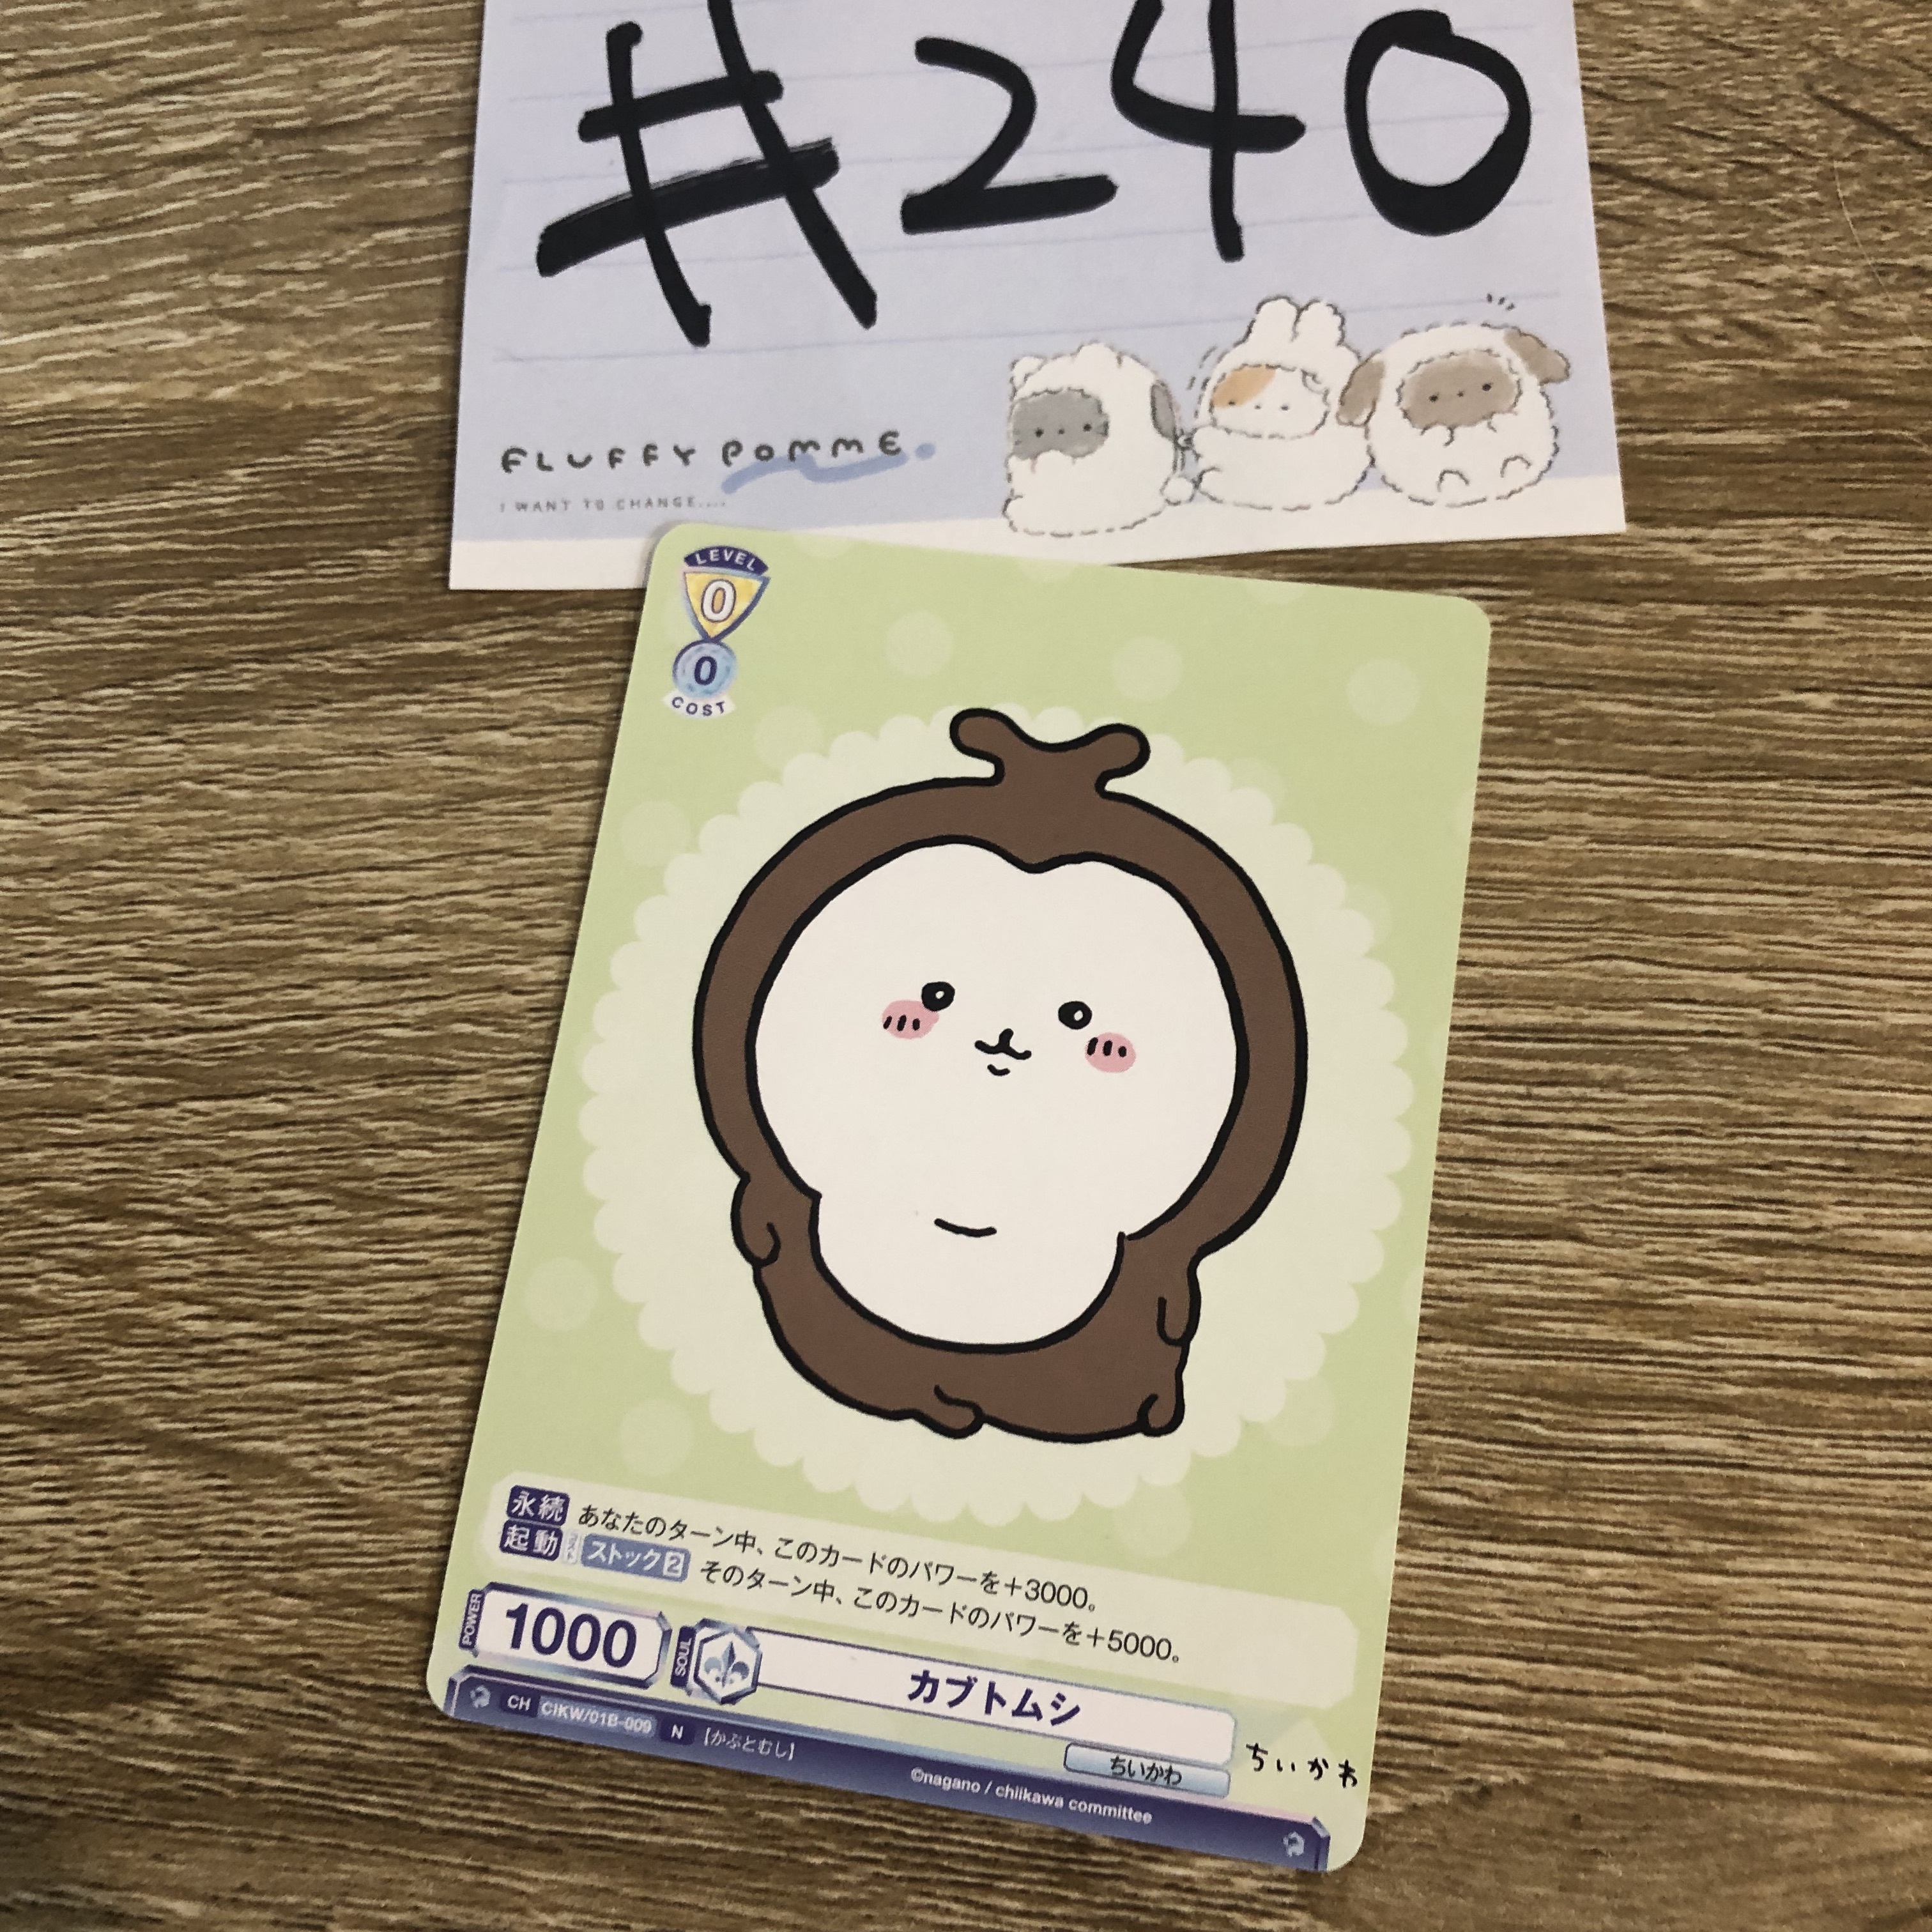 #240
FLUFFY POMME.
I WANT TO CHANGE....
LEVEL
0
0
COST
永続 あなたのターン中、このカードのパワーを+3000。
起動 コスト ストック2 そのターン中、このカードのパワーを+5000。
POWER 1000 SOUL カブトムシ
CH CIKW/01B-009 N 【かぶとむし】 ちいかわ ちいかわ
©nagano / chiikawa committee